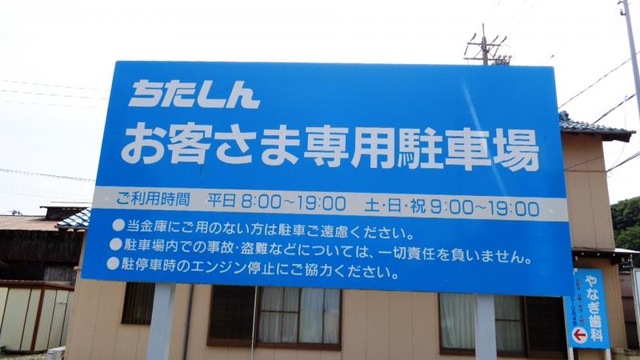 ちたしん
お客さま専用駐車場
ご利用時間 平日 8:00～19:00 土・日・祝 9:00～19:00
●当金庫にご用のない方は駐車ご遠慮ください。
●駐車場内での事故・盗難などについては、一切責任を負いません。
●駐停車時のエンジン停止にご協力ください。
やなぎ歯科